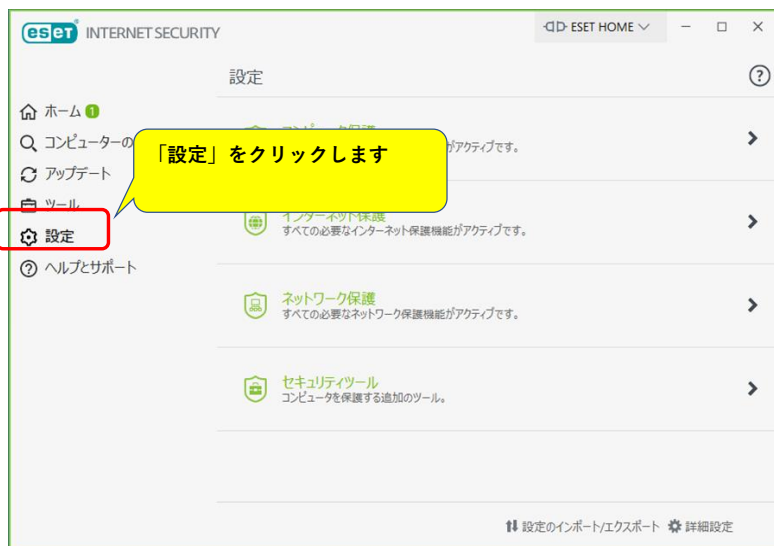 eset INTERNET SECURITY
ESET HOME
設定
ホーム 1
コンピューターの
アップデート
ツール
設定
ヘルプとサポート
「設定」をクリックします
がアクティブです。
インターネット保護
すべての必要なインターネット保護機能がアクティブです。
ネットワーク保護
すべての必要なネットワーク保護機能がアクティブです。
セキュリティツール
コンピュータを保護する追加のツール。
設定のインポート/エクスポート 詳細設定